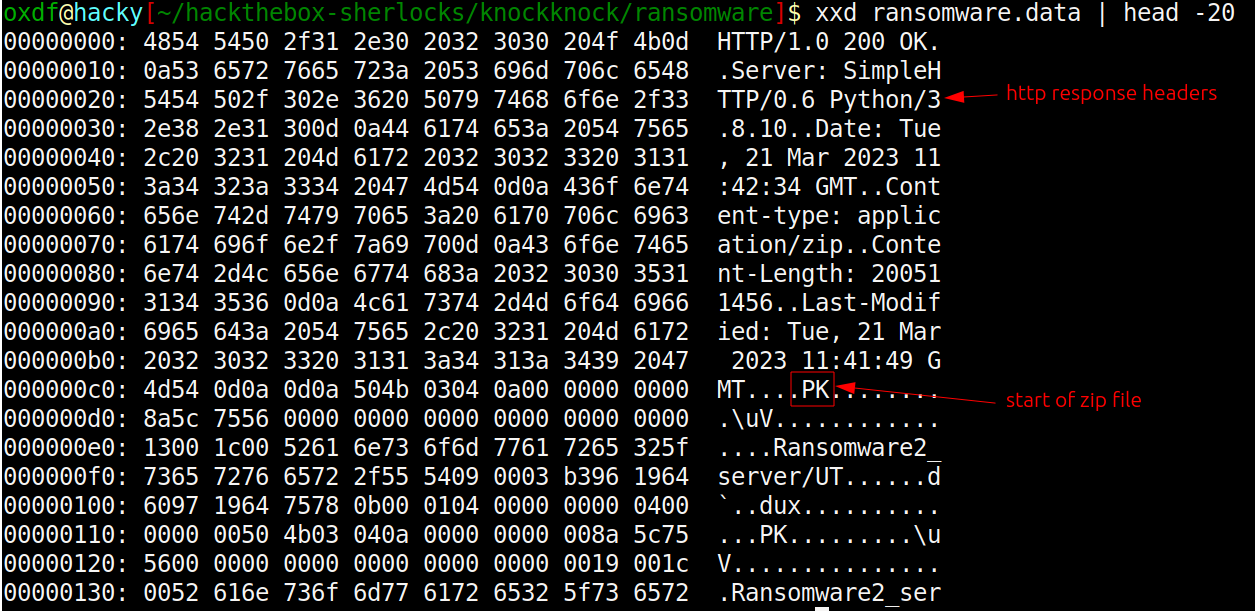 oxdf@hacky[~/hackthebox-sherlocks/knockknock/ransomware]$ xxd ransomware.data | head -20
00000000: 4854 5450 2f31 2e30 2032 3030 204f 4b0d  HTTP/1.0 200 OK.
00000010: 0a53 6572 7665 723a 2053 696d 706c 6548  .Server: SimpleH
00000020: 5454 502f 302e 3620 5079 7468 6f6e 2f33  TTP/0.6 Python/3 http response headers
00000030: 2e38 2e31 300d 0a44 6174 653a 2054 7565  .8.10..Date: Tue
00000040: 2c20 3231 204d 6172 2032 3032 3320 3131  , 21 Mar 2023 11
00000050: 3a34 323a 3334 2047 4d54 0d0a 436f 6e74  :42:34 GMT..Cont
00000060: 656e 742d 7479 7065 3a20 6170 706c 6963  ent-type: applic
00000070: 6174 696f 6e2f 7a69 700d 0a43 6f6e 7465  ation/zip..Conte
00000080: 6e74 2d4c 656e 6774 683a 2032 3030 3531  nt-Length: 20051
00000090: 3134 3536 0d0a 4c61 7374 2d4d 6f64 6966  1456..Last-Modif
000000a0: 6965 643a 2054 7565 2c20 3231 204d 6172  ied: Tue, 21 Mar
000000b0: 2032 3032 3320 3131 3a34 313a 3439 2047   2023 11:41:49 G
000000c0: 4d54 0d0a 0d0a 504b 0304 0a00 0000 0000  MT....PK........ start of zip file
000000d0: 8a5c 7556 0000 0000 0000 0000 0000 0000  .\uV............
000000e0: 1300 1c00 5261 6e73 6f6d 7761 7265 325f  ....Ransomware2_
000000f0: 7365 7276 6572 2f55 5409 0003 b396 1964  server/UT......d
00000100: 6097 1964 7578 0b00 0104 0000 0000 0400  `..dux..........
00000110: 0000 0050 4b03 040a 0000 0000 008a 5c75  ...PK.........\u
00000120: 5600 0000 0000 0000 0000 0000 0019 001c  V...............
00000130: 0052 616e 736f 6d77 6172 6532 5f73 6572  .Ransomware2_ser